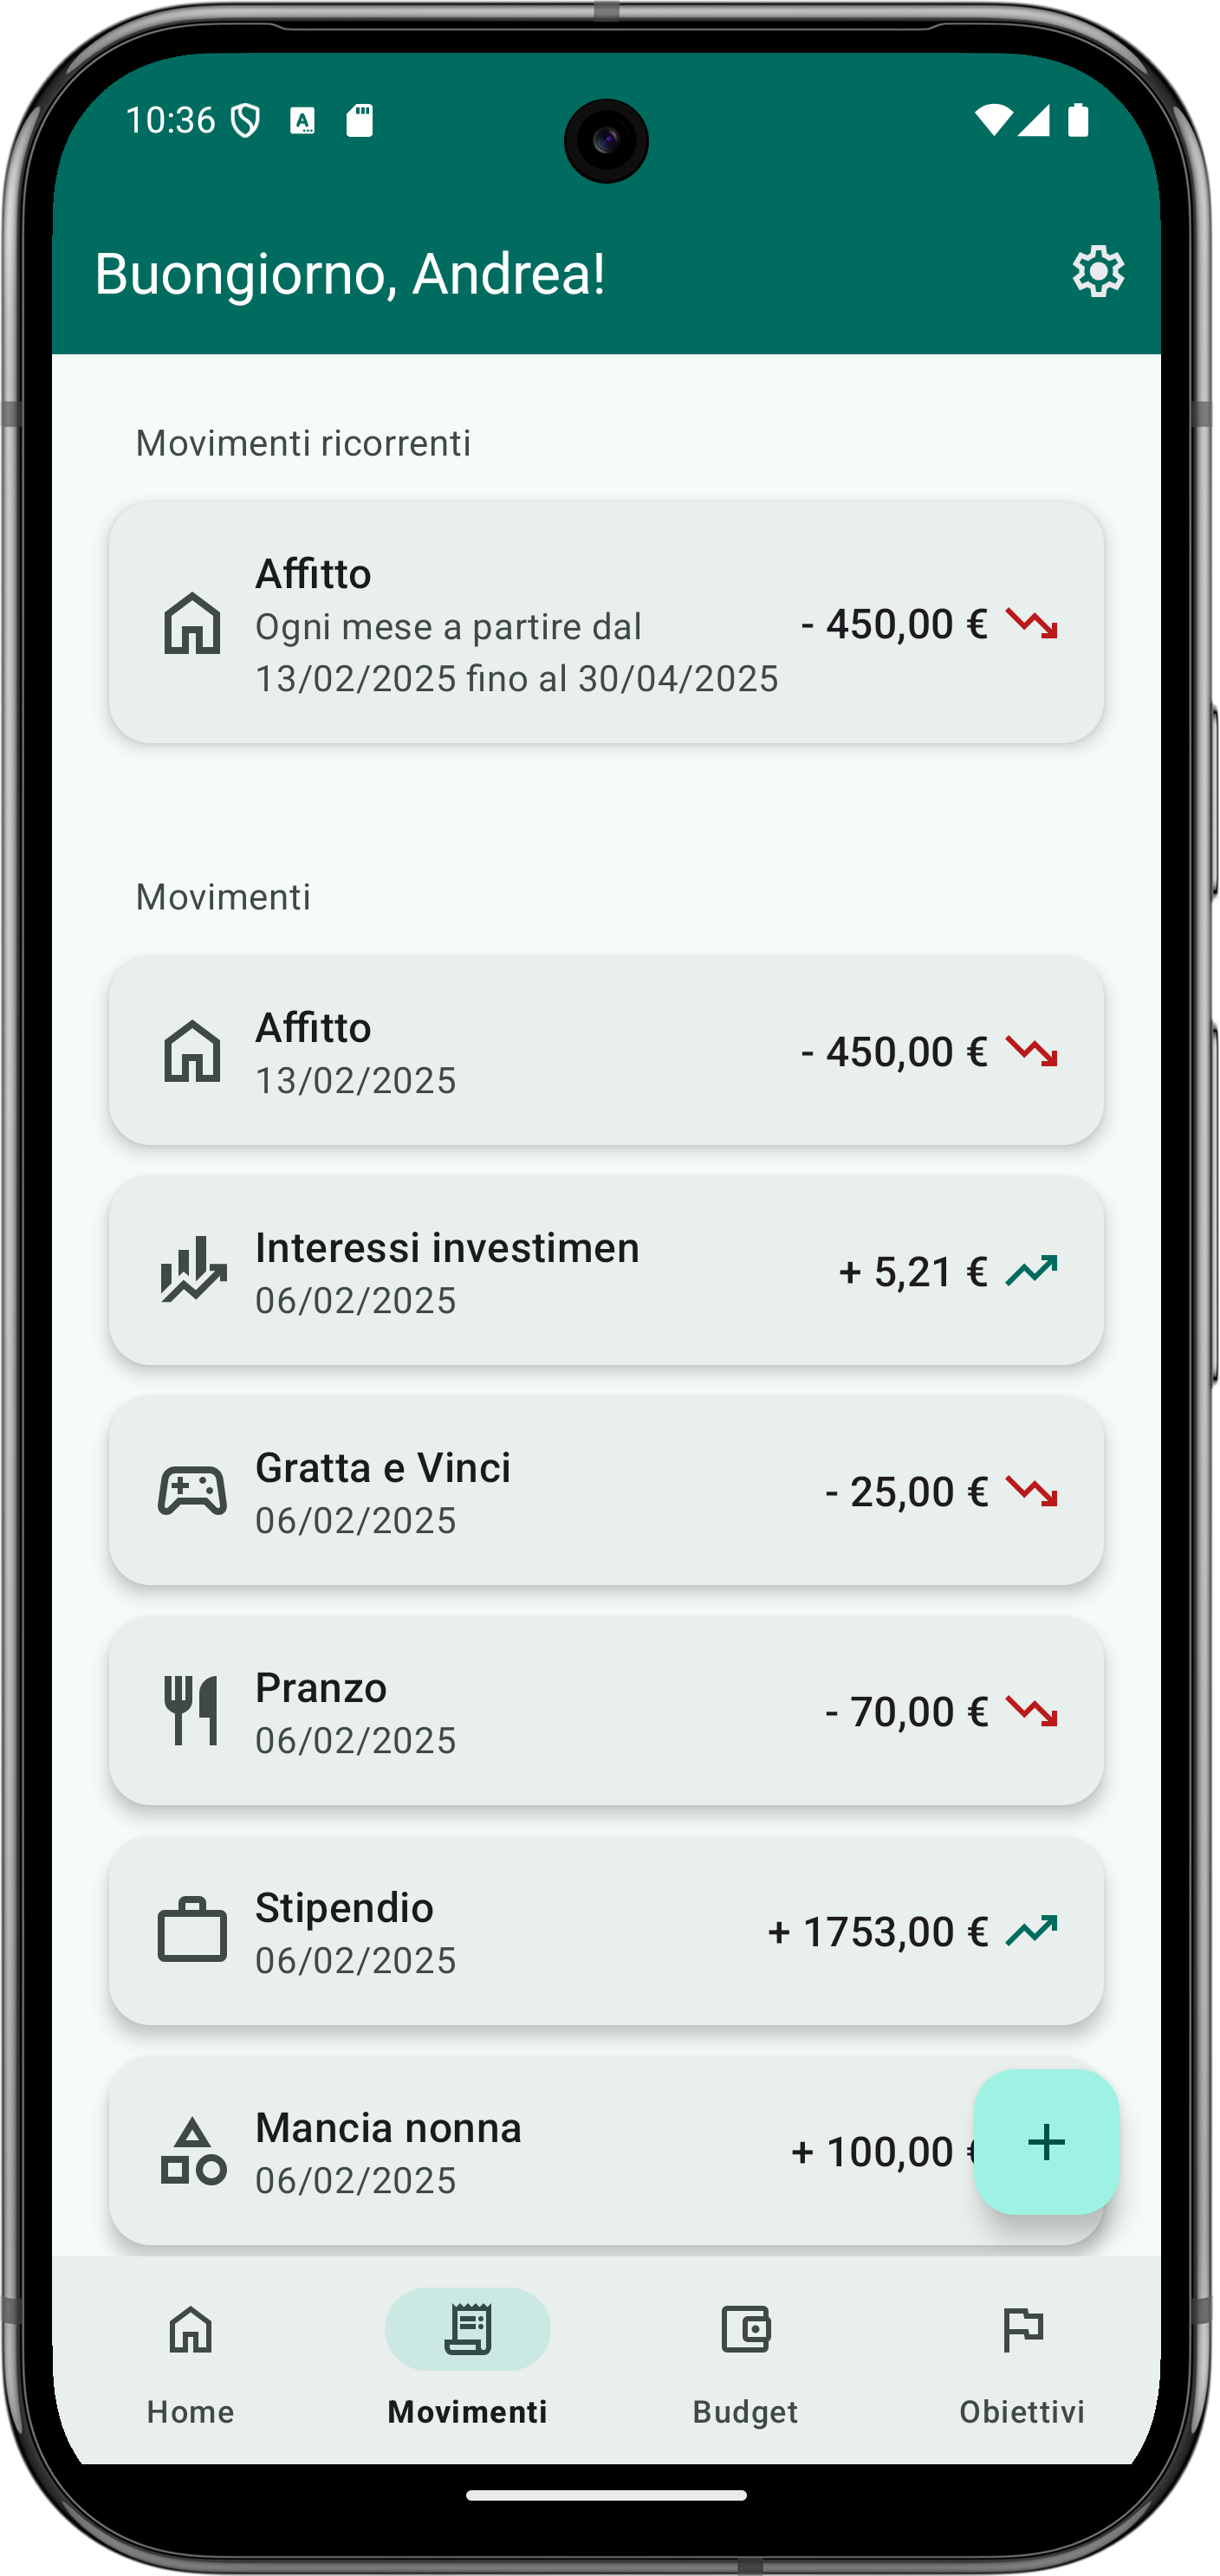 10:36
Buongiorno, Andrea!
Movimenti ricorrenti
Affitto
Ogni mese a partire dal
13/02/2025 fino al 30/04/2025
- 450,00 €
Movimenti
Affitto
13/02/2025
- 450,00 €
Interessi investimen
06/02/2025
+ 5,21 €
Gratta e Vinci
06/02/2025
- 25,00 €
Pranzo
06/02/2025
- 70,00 €
Stipendio
06/02/2025
+ 1753,00 €
Mancia nonna
06/02/2025
+ 100,00 €
Home
Movimenti
Budget
Obiettivi